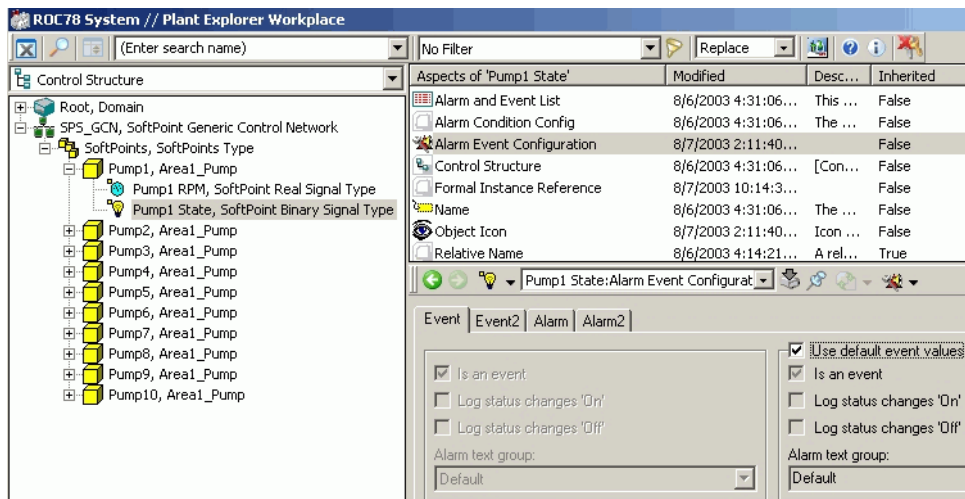 ROC78 System // Plant Explorer Workplace
(Enter search name)
No Filter
Replace
Control Structure
Root, Domain
SPS_GCN, SoftPoint Generic Control Network
SoftPoints, SoftPoints Type
Pump1, Area1_Pump
Pump1 RPM, SoftPoint Real Signal Type
Pump1 State, SoftPoint Binary Signal Type
Pump2, Area1_Pump
Pump3, Area1_Pump
Pump4, Area1_Pump
Pump5, Area1_Pump
Pump6, Area1_Pump
Pump7, Area1_Pump
Pump8, Area1_Pump
Pump9, Area1_Pump
Pump10, Area1_Pump
Aspects of 'Pump1 State' Modified Desc... Inherited
Alarm and Event List 8/6/2003 4:31:06... This ... False
Alarm Condition Config 8/6/2003 4:31:06... The ... False
Alarm Event Configuration 8/7/2003 2:11:40... False
Control Structure 8/6/2003 4:31:06... [Con... False
Formal Instance Reference 8/7/2003 10:14:3... False
Name 8/6/2003 4:31:06... The ... False
Object Icon 8/7/2003 2:11:40... Icon ... False
Relative Name 8/6/2003 4:14:21... A rel... True
Pump1 State:Alarm Event Configurat
Event Event2 Alarm Alarm2
Is an event
Log status changes 'On'
Log status changes 'Off'
Alarm text group:
Default
Use default event values
Is an event
Log status changes 'On'
Log status changes 'Off'
Alarm text group:
Default